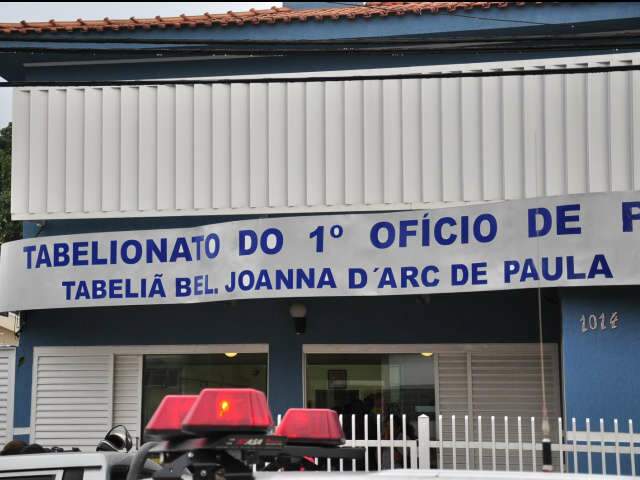 TABELIONATO DO 1º OFÍCIO DE P
TABELIÃ BEL. JOANNA D´ARC DE PAULA
1014